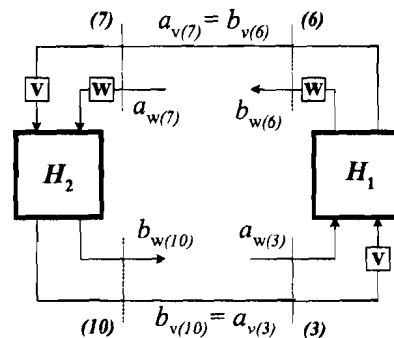 (7) a_v(7) = b_v(6) (6)
v w w
a_w(7) b_w(6)
H_2 H_1
b_w(10) a_w(3)
v
(10) b_v(10) = a_v(3) (3)